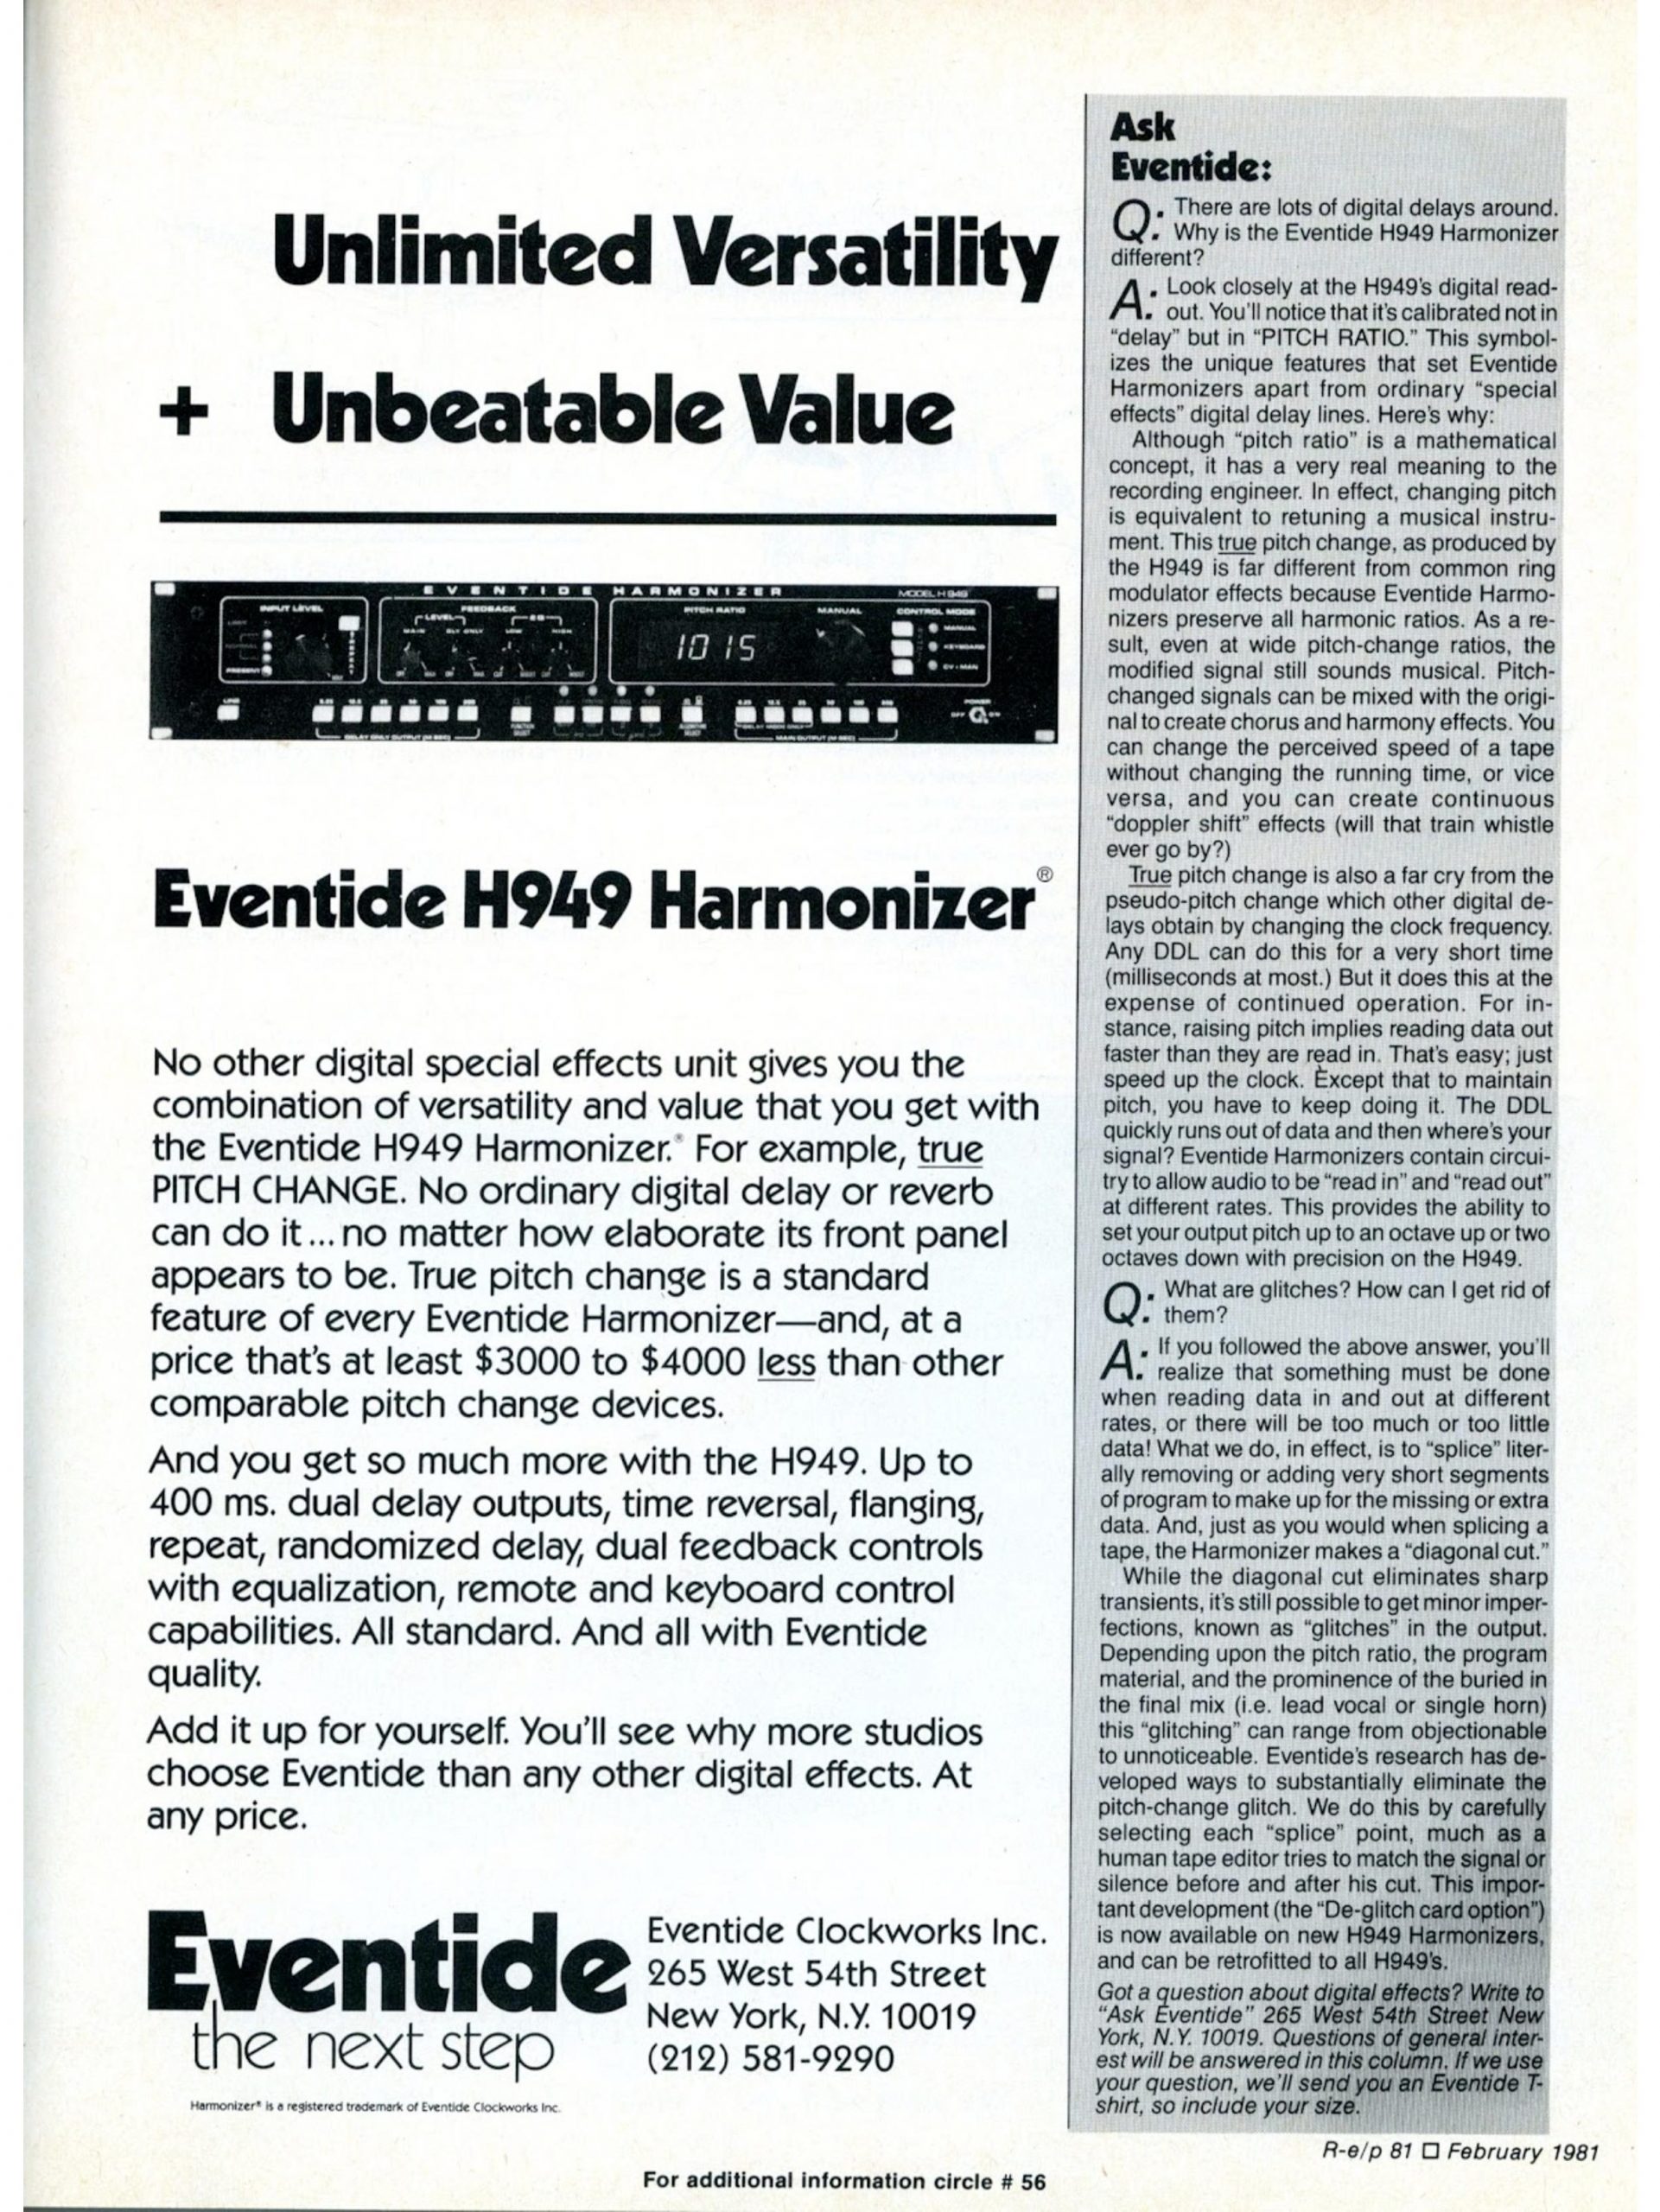 Unlimited Versatility
+ Unbeatable Value
EVENTIDE HARMONIZER
MODEL H949
INPUT LEVEL
FEEDBACK
LEVEL
EQ
PITCH RATIO
MANUAL
CONTROL MODE
MAIN
DLY ONLY
LOW
HIGH
MANUAL
KEYBOARD
CV + MAN
1015
LINE
POWER
OFF
ON
FUNCTION
SELECT
ALGORITHM
SELECT
DELAY ONLY OUTPUT (M SEC)
MAIN OUTPUT (M SEC)
Eventide H949 Harmonizer®
No other digital special effects unit gives you the
combination of versatility and value that you get with
the Eventide H949 Harmonizer.® For example, true
PITCH CHANGE. No ordinary digital delay or reverb
can do it... no matter how elaborate its front panel
appears to be. True pitch change is a standard
feature of every Eventide Harmonizer—and, at a
price that's at least $3000 to $4000 less than other
comparable pitch change devices.
And you get so much more with the H949. Up to
400 ms. dual delay outputs, time reversal, flanging,
repeat, randomized delay, dual feedback controls
with equalization, remote and keyboard control
capabilities. All standard. And all with Eventide
quality.
Add it up for yourself. You'll see why more studios
choose Eventide than any other digital effects. At
any price.
Eventide
the next step
Eventide Clockworks Inc.
265 West 54th Street
New York, N.Y. 10019
(212) 581-9290
Harmonizer® is a registered trademark of Eventide Clockworks Inc.
Ask
Eventide:
Q: There are lots of digital delays around.
Why is the Eventide H949 Harmonizer
different?
A: Look closely at the H949's digital read-
out. You'll notice that it's calibrated not in
"delay" but in "PITCH RATIO." This symbol-
izes the unique features that set Eventide
Harmonizers apart from ordinary "special
effects" digital delay lines. Here's why:
Although "pitch ratio" is a mathematical
concept, it has a very real meaning to the
recording engineer. In effect, changing pitch
is equivalent to retuning a musical instru-
ment. This true pitch change, as produced by
the H949 is far different from common ring
modulator effects because Eventide Harmo-
nizers preserve all harmonic ratios. As a re-
sult, even at wide pitch-change ratios, the
modified signal still sounds musical. Pitch-
changed signals can be mixed with the origi-
nal to create chorus and harmony effects. You
can change the perceived speed of a tape
without changing the running time, or vice
versa, and you can create continuous
"doppler shift" effects (will that train whistle
ever go by?)
True pitch change is also a far cry from the
pseudo-pitch change which other digital de-
lays obtain by changing the clock frequency.
Any DDL can do this for a very short time
(milliseconds at most.) But it does this at the
expense of continued operation. For in-
stance, raising pitch implies reading data out
faster than they are read in. That's easy; just
speed up the clock. Except that to maintain
pitch, you have to keep doing it. The DDL
quickly runs out of data and then where's your
signal? Eventide Harmonizers contain circui-
try to allow audio to be "read in" and "read out"
at different rates. This provides the ability to
set your output pitch up to an octave up or two
octaves down with precision on the H949.
Q: What are glitches? How can I get rid of
them?
A: If you followed the above answer, you'll
realize that something must be done
when reading data in and out at different
rates, or there will be too much or too little
data! What we do, in effect, is to "splice" liter-
ally removing or adding very short segments
of program to make up for the missing or extra
data. And, just as you would when splicing a
tape, the Harmonizer makes a "diagonal cut."
While the diagonal cut eliminates sharp
transients, it's still possible to get minor imper-
fections, known as "glitches" in the output.
Depending upon the pitch ratio, the program
material, and the prominence of the buried in
the final mix (i.e. lead vocal or single horn)
this "glitching" can range from objectionable
to unnoticeable. Eventide's research has de-
veloped ways to substantially eliminate the
pitch-change glitch. We do this by carefully
selecting each "splice" point, much as a
human tape editor tries to match the signal or
silence before and after his cut. This impor-
tant development (the "De-glitch card option")
is now available on new H949 Harmonizers,
and can be retrofitted to all H949's.
Got a question about digital effects? Write to
"Ask Eventide" 265 West 54th Street New
York, N.Y. 10019. Questions of general inter-
est will be answered in this column. If we use
your question, we'll send you an Eventide T-
shirt, so include your size.
R-e/p 81 □ February 1981
For additional information circle # 56